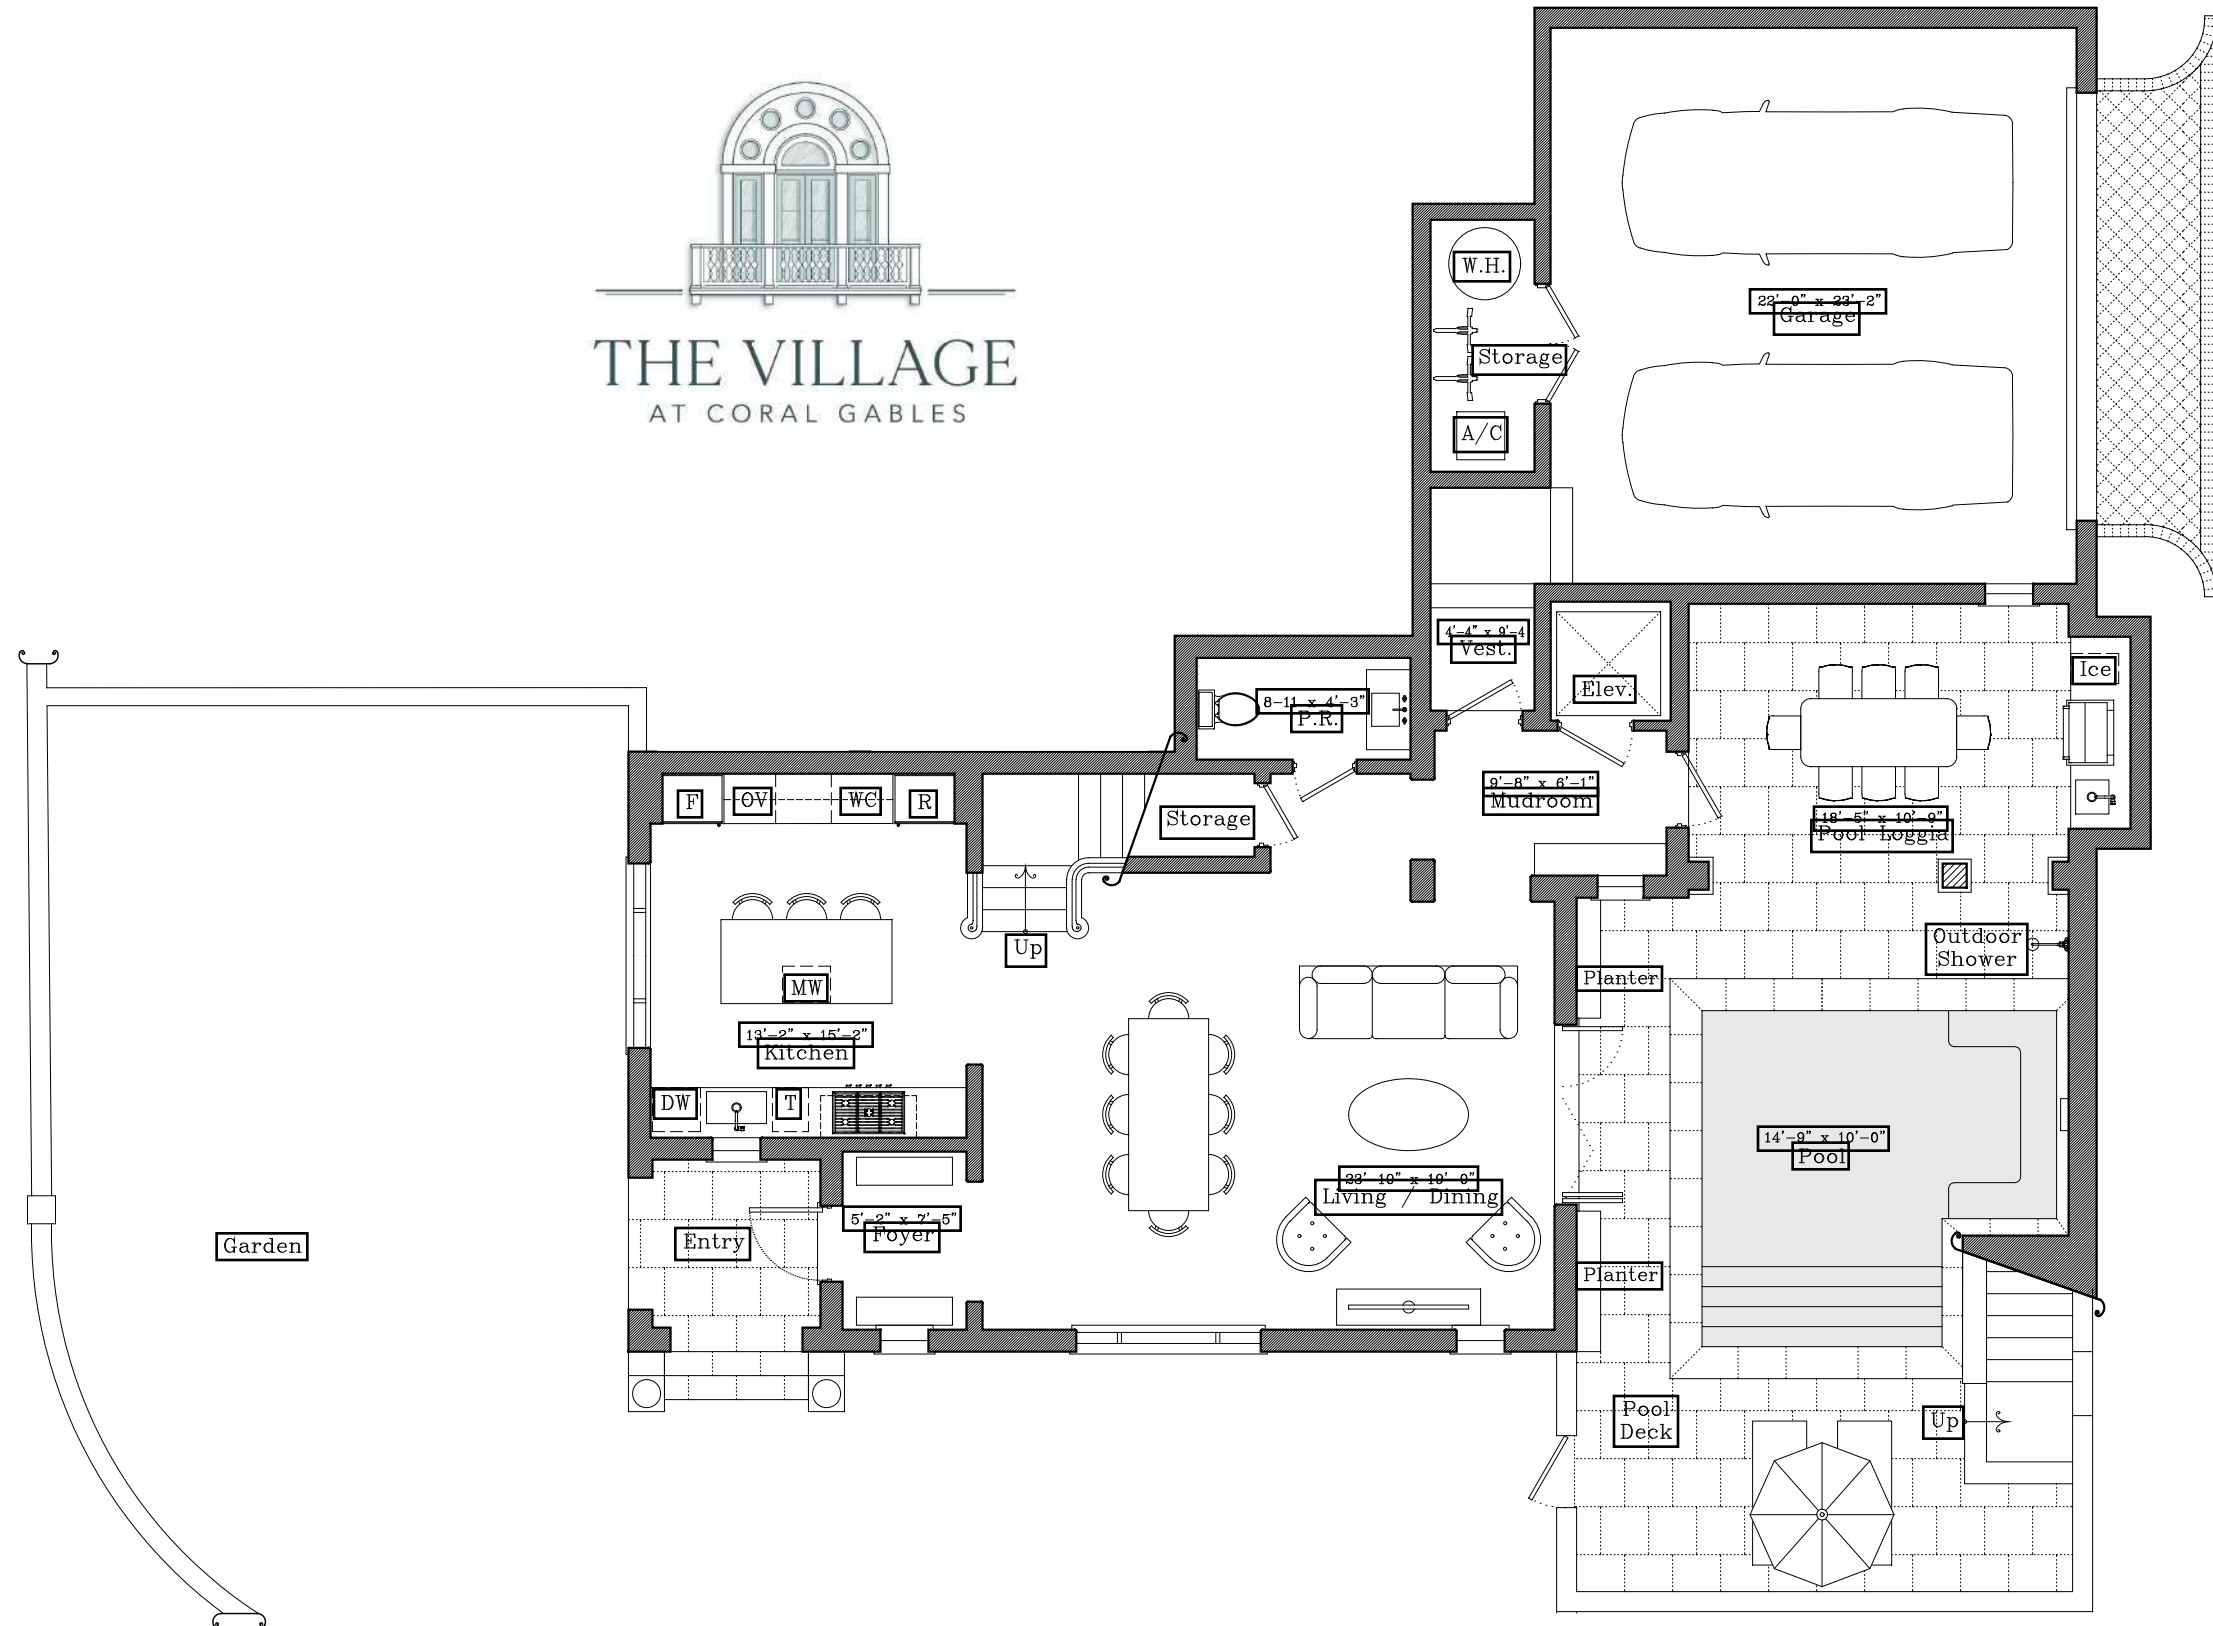 THE VILLAGE
AT CORAL GABLES
W.H.
22'-0" x 23'-2"
Garage
Storage
A/C
4'-4" x 9'-4
Vest.
Elev.
Ice
8-11 x 4'-3"
P.R.
9'-8" x 6'-1"
Mudroom
18'-5" x 10'-9"
Pool Loggia
F
OV
WC
R
Storage
Up
Outdoor
Shower
Planter
MW
13'-2" x 15'-2"
Kitchen
DW
T
14'-9" x 10'-0"
Pool
23'-10" x 19'-0"
Living / Dining
5'-2" x 7'-5"
Foyer
Entry
Garden
Planter
Pool
Deck
Up